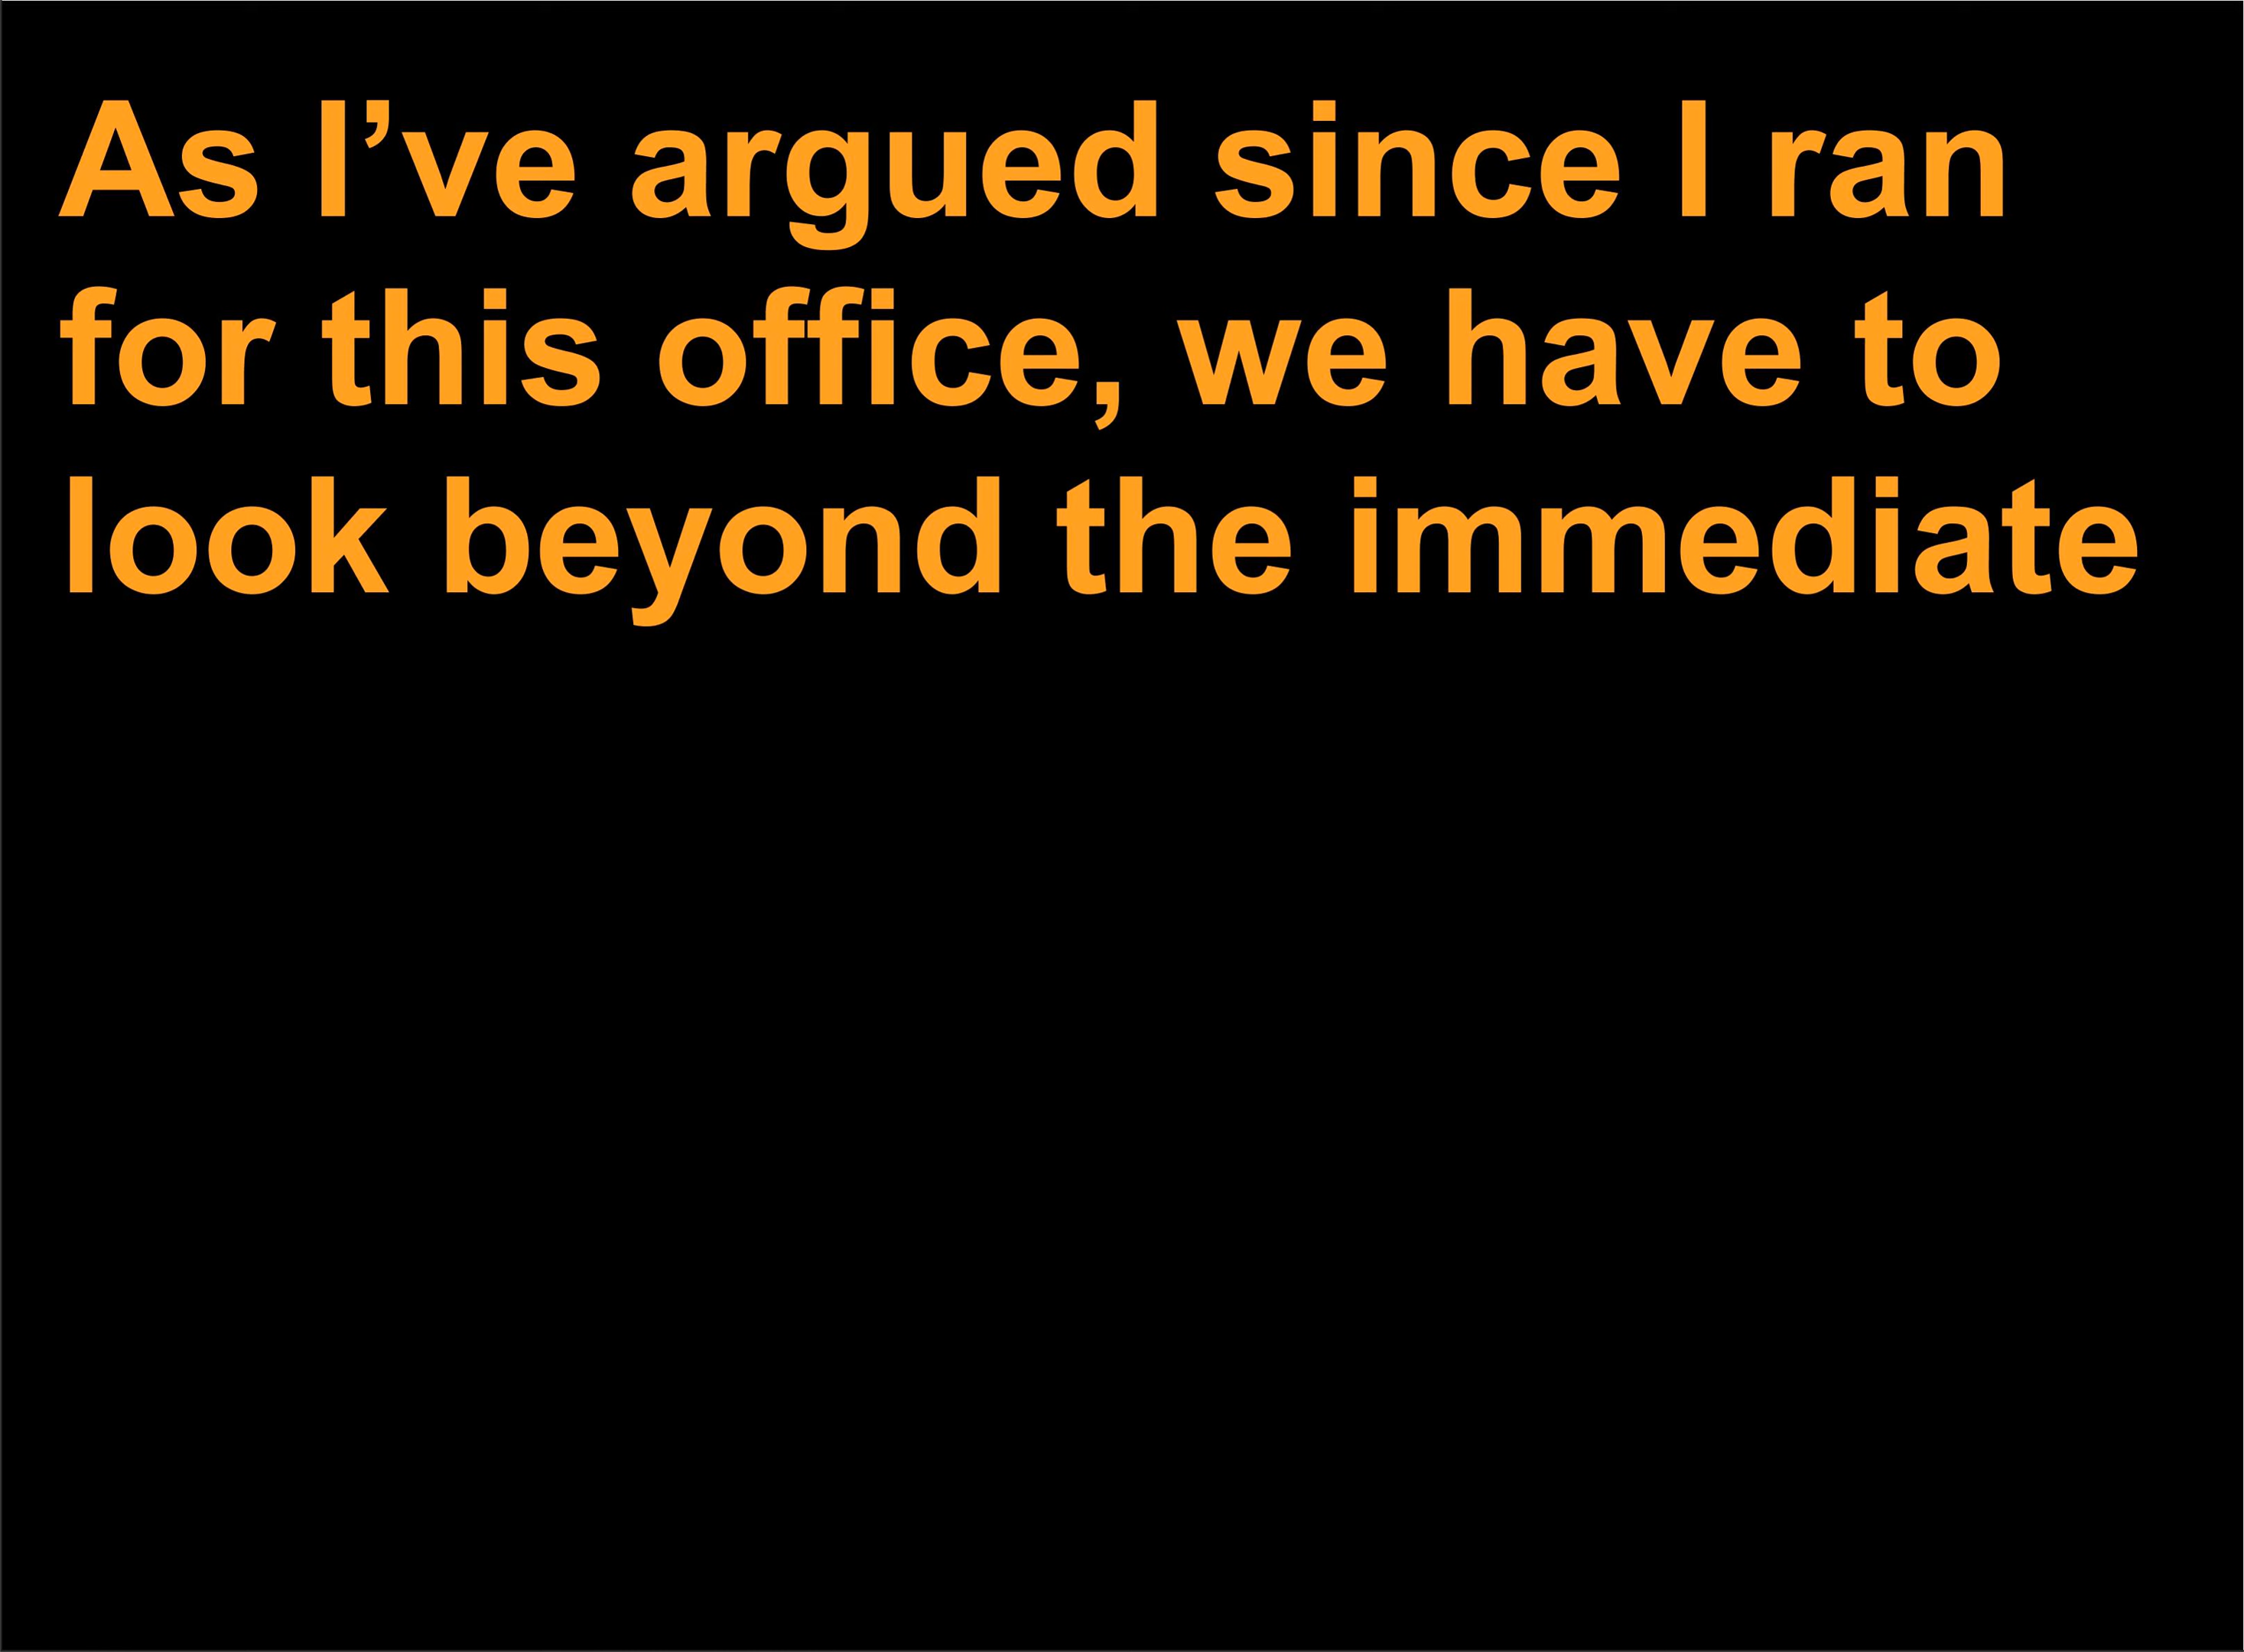 As I’ve argued since I ran
for this office, we have to
look beyond the immediate